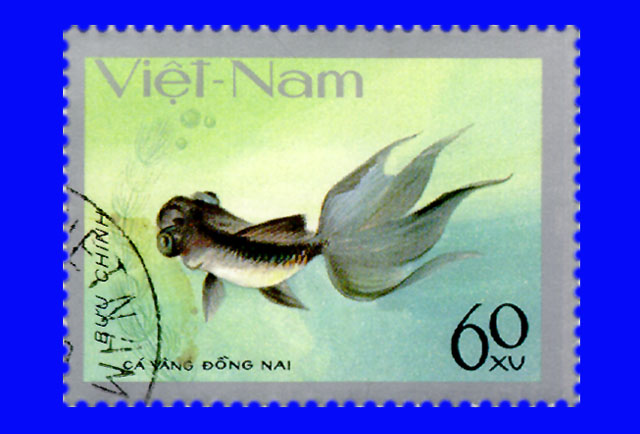 Việt-Nam
60
XU
CÁ VÀNG ĐỒNG NAI
BƯU CHÍNH